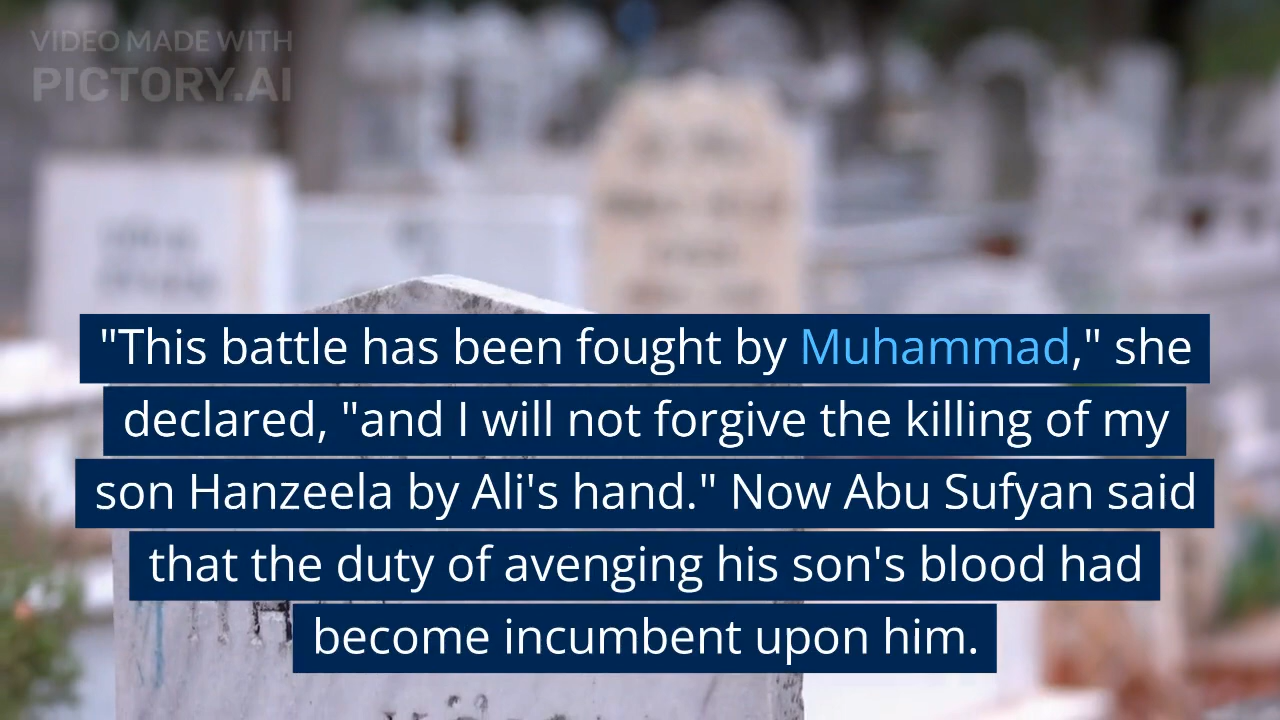 VIDEO MADE WITH
PICTORY.AI
"This battle has been fought by Muhammad," she
declared, "and I will not forgive the killing of my
son Hanzeela by Ali's hand." Now Abu Sufyan said
that the duty of avenging his son's blood had
become incumbent upon him.